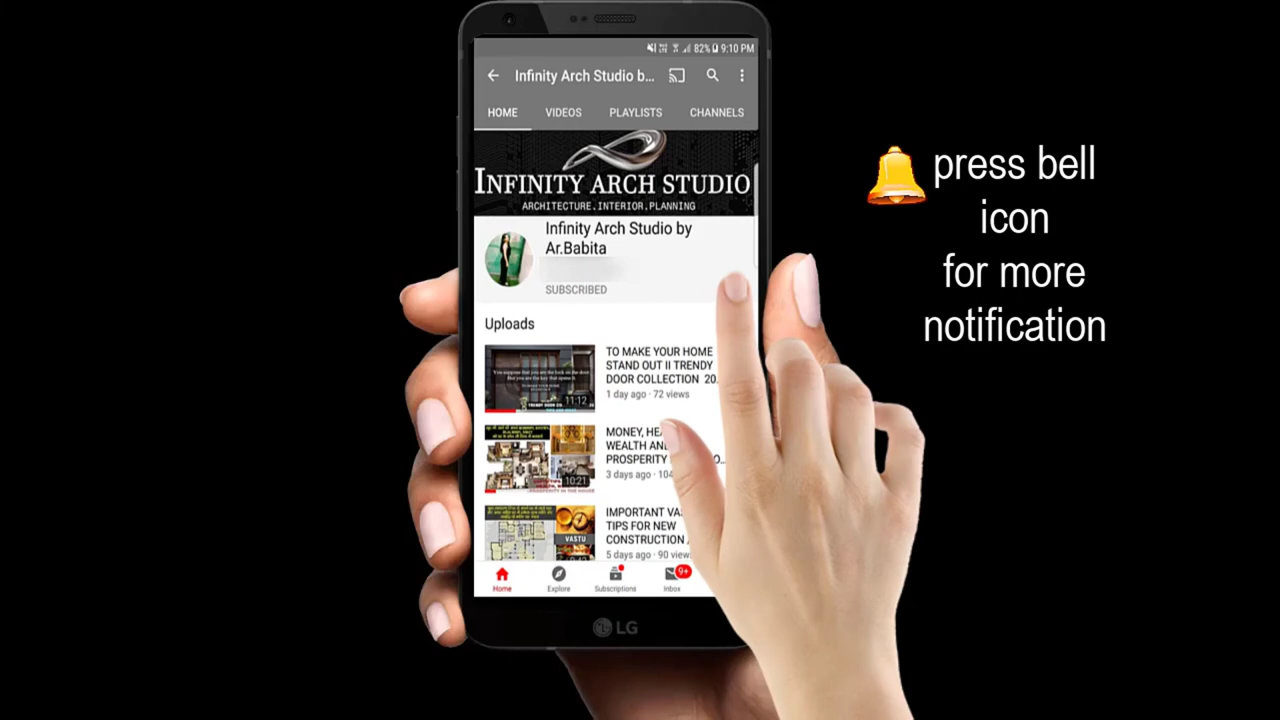 82% 9:10 PM
Infinity Arch Studio b...
HOME VIDEOS PLAYLISTS CHANNELS
INFINITY ARCH STUDIO
ARCHITECTURE.INTERIOR.PLANNING
Infinity Arch Studio by
Ar.Babita
SUBSCRIBED
Uploads
TO MAKE YOUR HOME
STAND OUT II TRENDY
DOOR COLLECTION 20
1 day ago · 72 views
11:12
MONEY, HEA
WEALTH AN
PROSPERITY O...
3 days ago · 104
10:21
IMPORTANT VAS
TIPS FOR NEW
CONSTRUCTION
5 days ago · 90 views
VASTU
Home Explore Subscriptions Inbox
9+
LG
press bell
icon
for more
notification